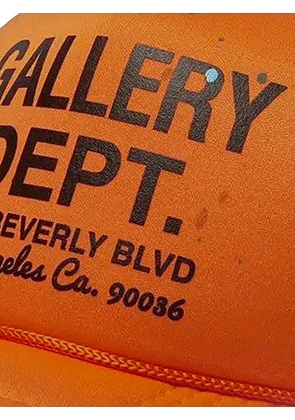 GALLERY
DEPT.
BEVERLY BLVD
Ca. 90036